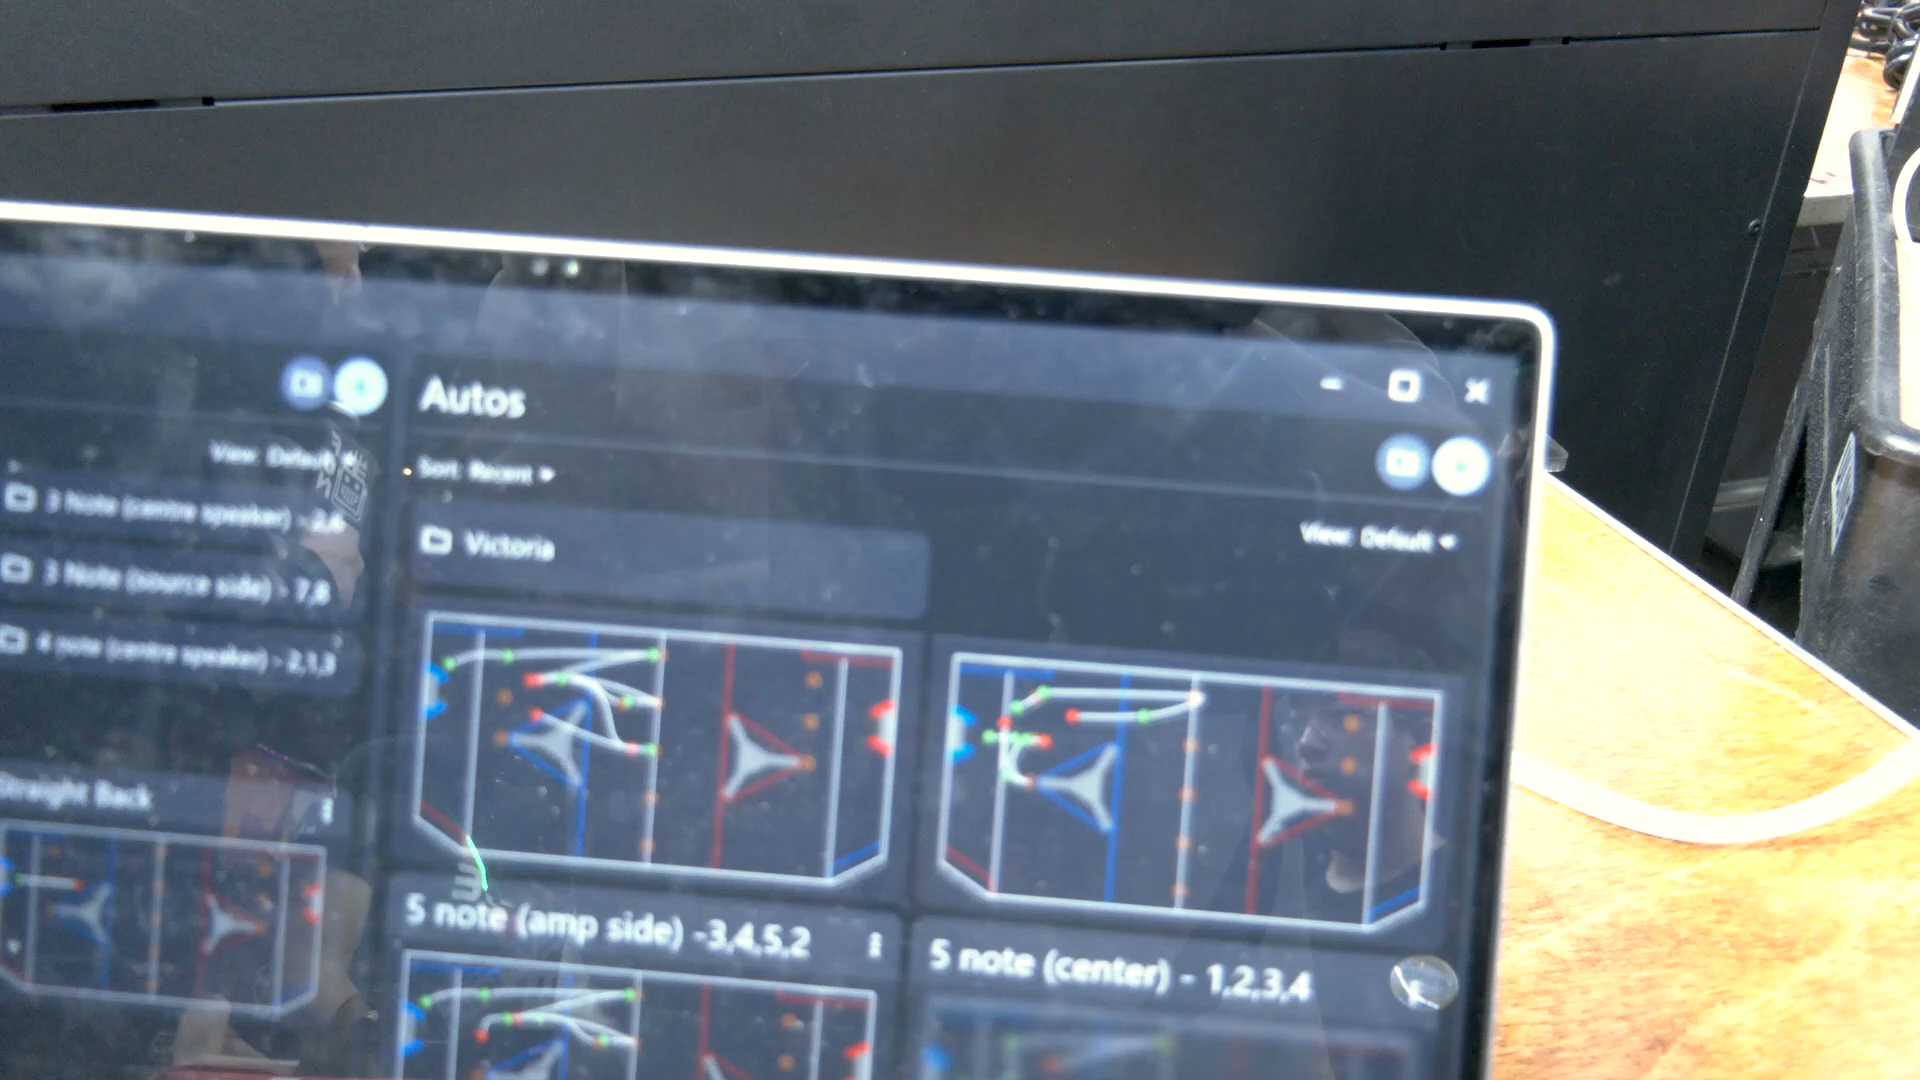 Autos
View: Default
Sort: Recent
View: Default
3 Note (centre speaker) - 2,
3 Note (source side) - 7,8
4 note (centre speaker) - 2,1,3
Victoria
Straight Back
5 note (amp side) -3,4,5,2
5 note (center) - 1,2,3,4